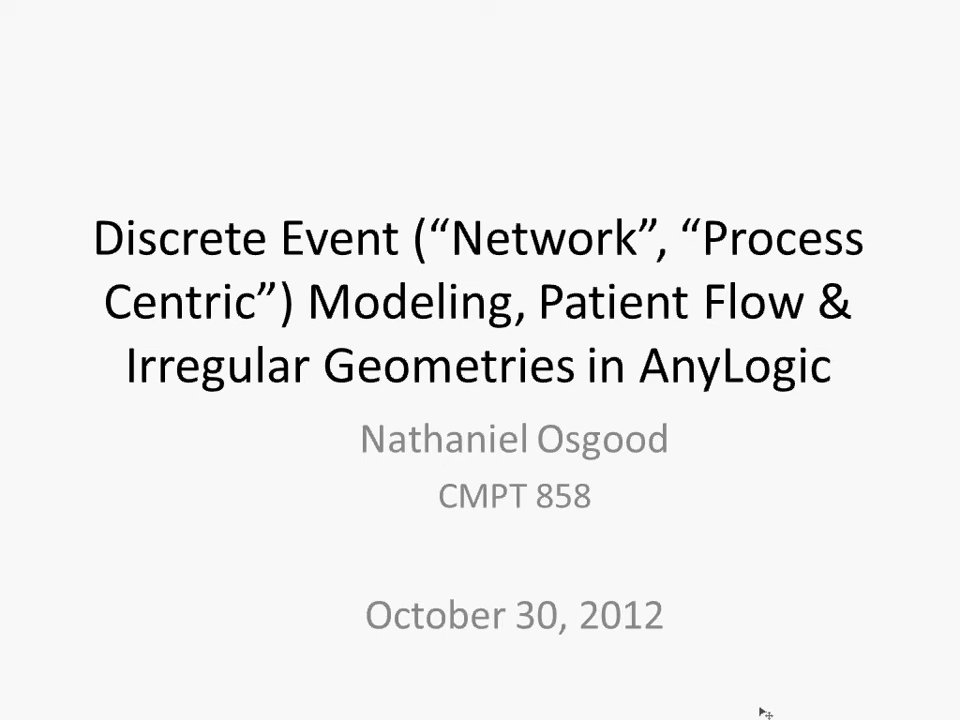 Discrete Event (“Network”, “Process
Centric”) Modeling, Patient Flow &
Irregular Geometries in AnyLogic
Nathaniel Osgood
CMPT 858
October 30, 2012